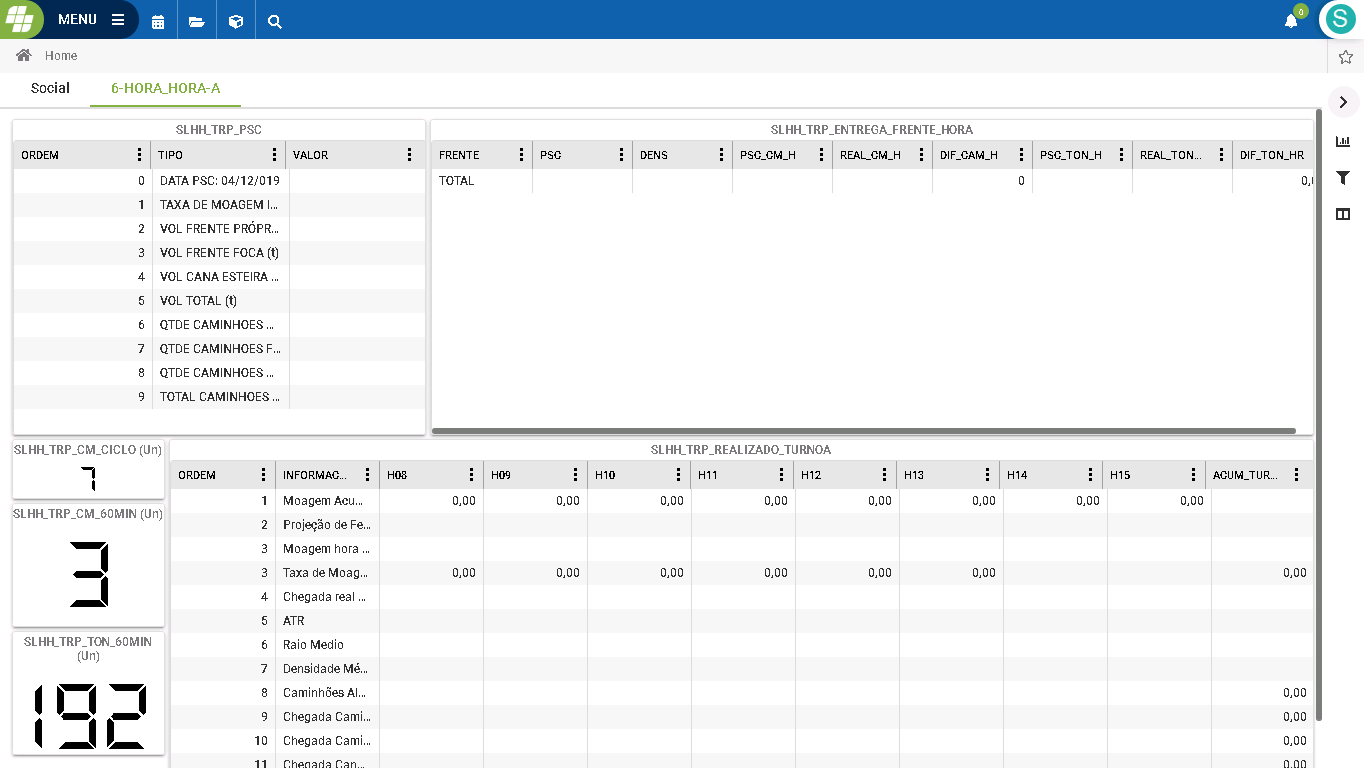 MENU
0
S
Home
Social
6-HORA_HORA-A
SLHH_TRP_PSC
ORDEM TIPO VALOR
0 DATA PSC: 04/12/019
1 TAXA DE MOAGEM I...
2 VOL FRENTE PRÓPR...
3 VOL FRENTE FOCA (t)
4 VOL CANA ESTEIRA ...
5 VOL TOTAL (t)
6 QTDE CAMINHOES ...
7 QTDE CAMINHOES F...
8 QTDE CAMINHOES ...
9 TOTAL CAMINHOES ...
SLHH_TRP_ENTREGA_FRENTE_HORA
FRENTE PSC DENS PSC_CM_H REAL_CM_H DIF_CAM_H PSC_TON_H REAL_TON... DIF_TON_HR
TOTAL 0 0,
SLHH_TRP_CM_CICLO (Un)
7
SLHH_TRP_CM_60MIN (Un)
3
SLHH_TRP_TON_60MIN
(Un)
192
SLHH_TRP_REALIZADO_TURNOA
ORDEM INFORMAC... H08 H09 H10 H11 H12 H13 H14 H15 ACUM_TUR...
1 Moagem Acu... 0,00 0,00 0,00 0,00 0,00 0,00 0,00 0,00
2 Projeção de Fe...
3 Moagem hora ...
3 Taxa de Moag... 0,00 0,00 0,00 0,00 0,00 0,00 0,00
4 Chegada real ...
5 ATR
6 Raio Medio
7 Densidade Mé...
8 Caminhões Al... 0,00
9 Chegada Cami... 0,00
10 Chegada Cami... 0,00
11 Chegada Can... 0,00